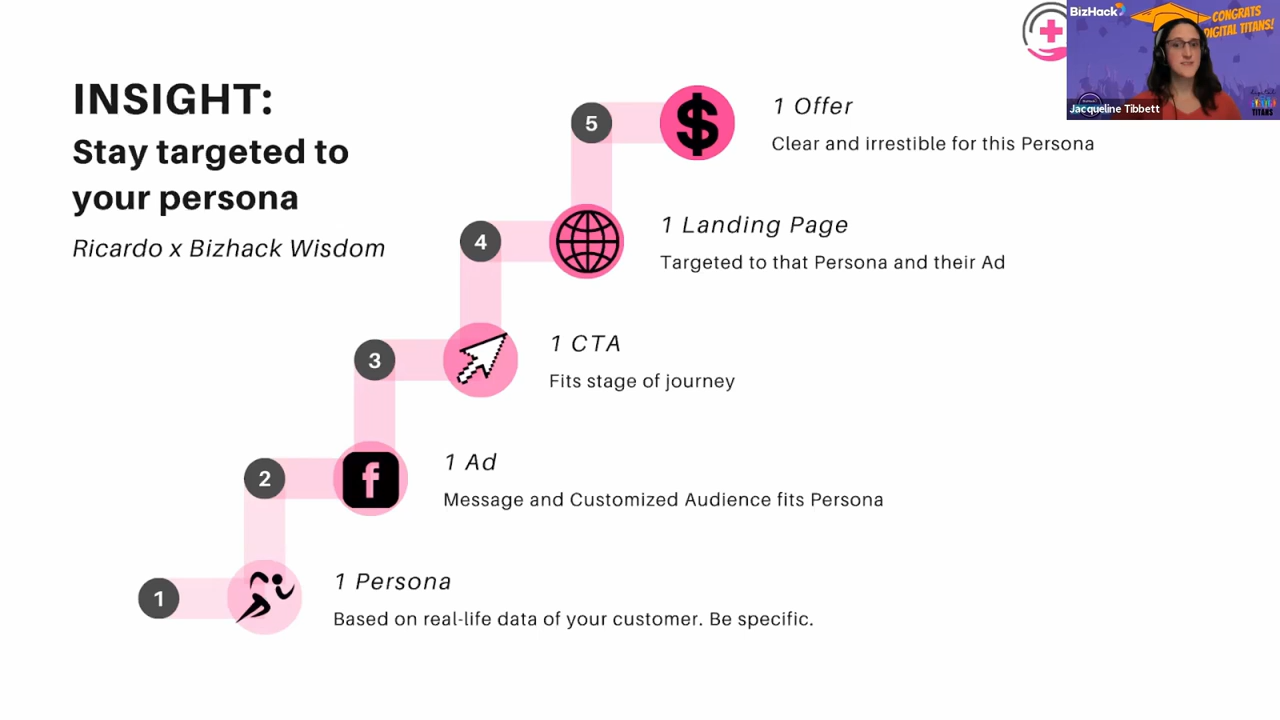 INSIGHT:
Stay targeted to
your persona
Ricardo x Bizhack Wisdom
5
$
1 Offer
Clear and irrestible for this Persona
4
1 Landing Page
Targeted to that Persona and their Ad
3
1 CTA
Fits stage of journey
2
f
1 Ad
Message and Customized Audience fits Persona
1
1 Persona
Based on real-life data of your customer. Be specific.
BizHack
CONGRATS
DIGITAL TITANS!
Jacqueline Tibbett
TITANS